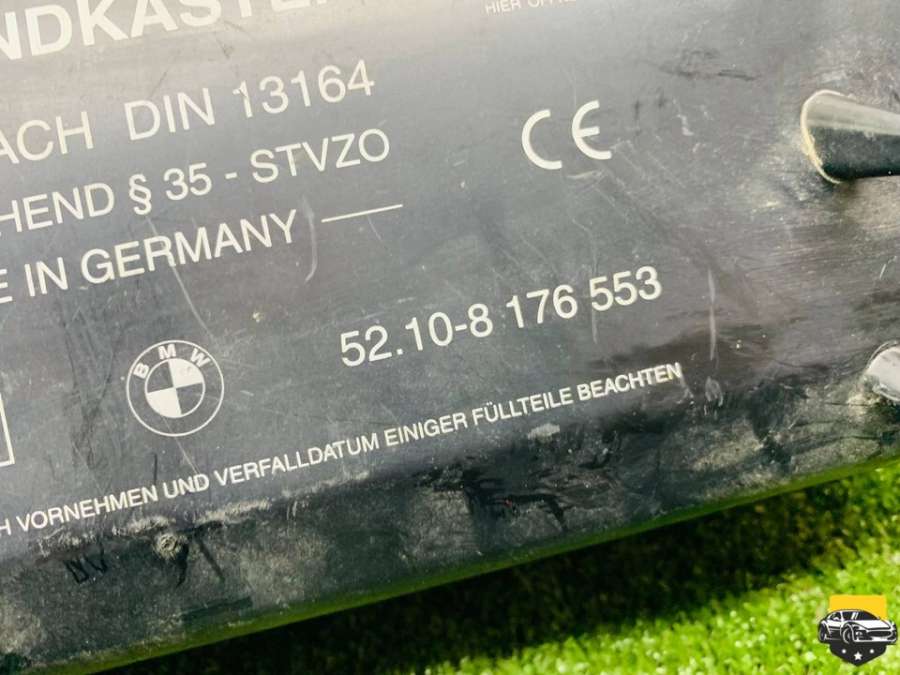 NDKASTE
HIER ÖFFNE
ACH DIN 13164
HEND § 35 - STVZO
E IN GERMANY
CE
52.10-8 176 553
BMW
H VORNEHMEN UND VERFALLDATUM EINIGER FÜLLTEILE BEACHTEN